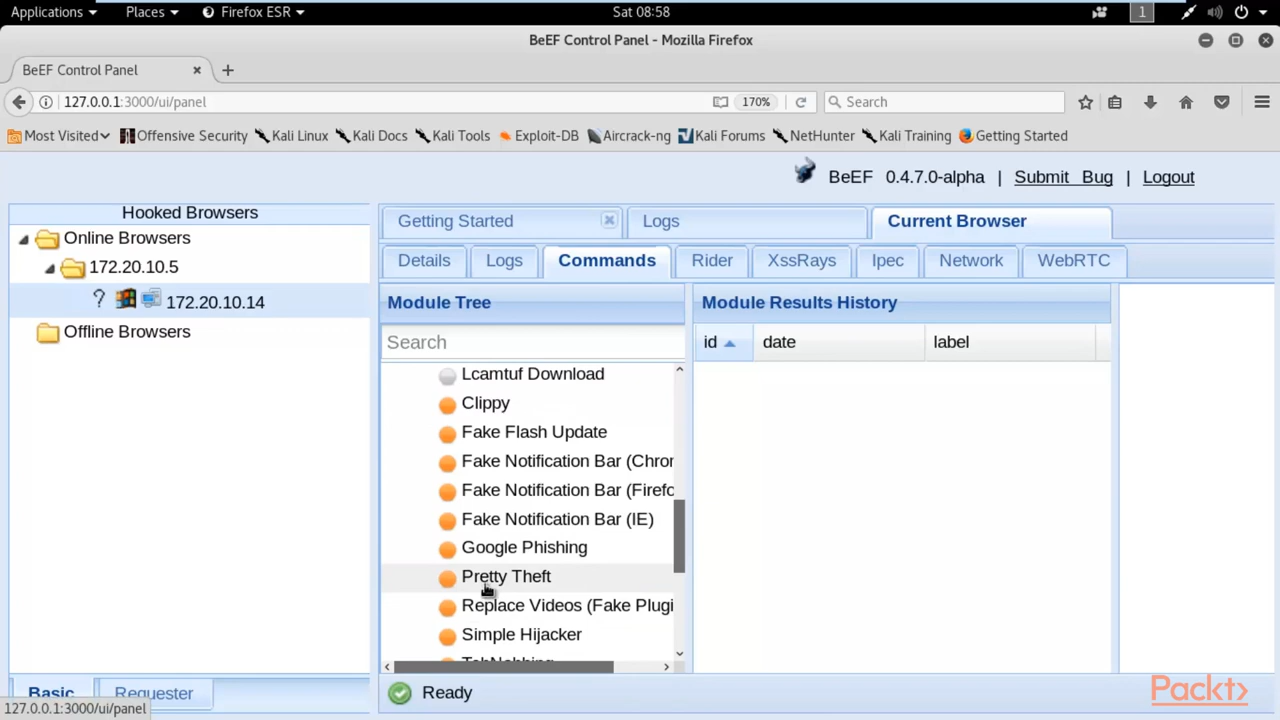 Applications Places Firefox ESR Sat 08:58 1
BeEF Control Panel - Mozilla Firefox
BeEF Control Panel
127.0.0.1:3000/ui/panel 170% Search
Most Visited Offensive Security Kali Linux Kali Docs Kali Tools Exploit-DB Aircrack-ng Kali Forums NetHunter Kali Training Getting Started
BeEF 0.4.7.0-alpha | Submit Bug | Logout
Hooked Browsers
Online Browsers
172.20.10.5
? 172.20.10.14
Offline Browsers
Basic Requester
127.0.0.1:3000/ui/panel
Getting Started Logs Current Browser
Details Logs Commands Rider XssRays Ipec Network WebRTC
Module Tree
Search
Lcamtuf Download
Clippy
Fake Flash Update
Fake Notification Bar (Chror
Fake Notification Bar (Firefo
Fake Notification Bar (IE)
Google Phishing
Pretty Theft
Replace Videos (Fake Plugi
Simple Hijacker
TabNabbing
Module Results History
id date label
Ready
Packt